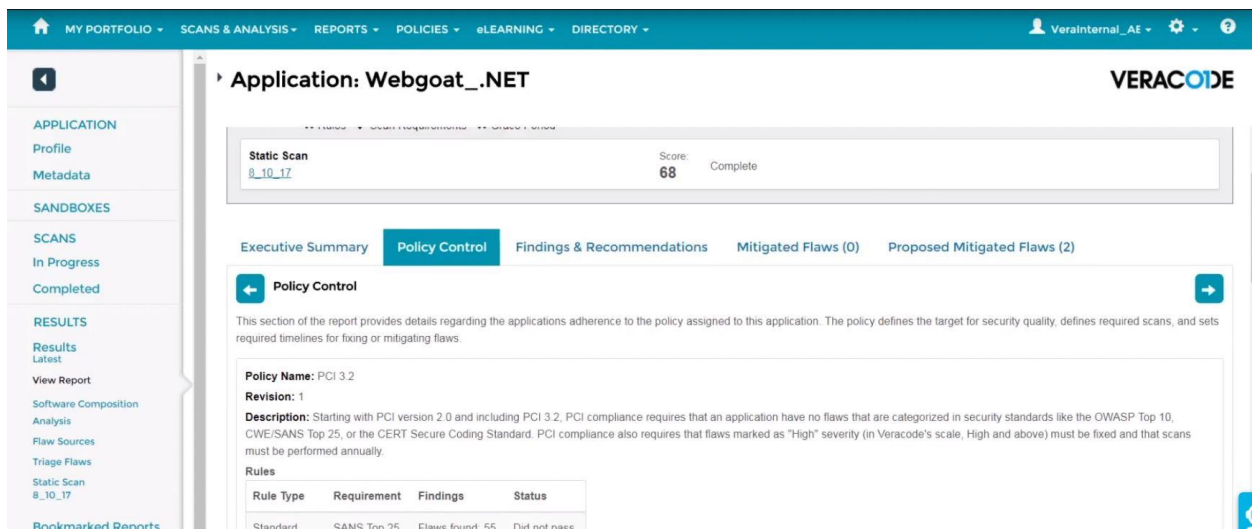 MY PORTFOLIO SCANS & ANALYSIS REPORTS POLICIES eLEARNING DIRECTORY VeraInternal_AE ?
Application: Webgoat_.NET
VERACODE
APPLICATION
Profile
Metadata
SANDBOXES
SCANS
In Progress
Completed
RESULTS
Results
Latest
View Report
Software Composition
Analysis
Flaw Sources
Triage Flaws
Static Scan
8_10_17
Bookmarked Reports
Rules Scan Requirements Grace Period
Static Scan
8_10_17
Score:
68
Complete
Executive Summary Policy Control Findings & Recommendations Mitigated Flaws (0) Proposed Mitigated Flaws (2)
Policy Control
This section of the report provides details regarding the applications adherence to the policy assigned to this application. The policy defines the target for security quality, defines required scans, and sets
required timelines for fixing or mitigating flaws.
Policy Name: PCI 3.2
Revision: 1
Description: Starting with PCI version 2.0 and including PCI 3.2, PCI compliance requires that an application have no flaws that are categorized in security standards like the OWASP Top 10,
CWE/SANS Top 25, or the CERT Secure Coding Standard. PCI compliance also requires that flaws marked as "High" severity (in Veracode's scale, High and above) must be fixed and that scans
must be performed annually.
Rules
Rule Type Requirement Findings Status
Standard SANS Top 25 Flaws found: 55 Did not pass